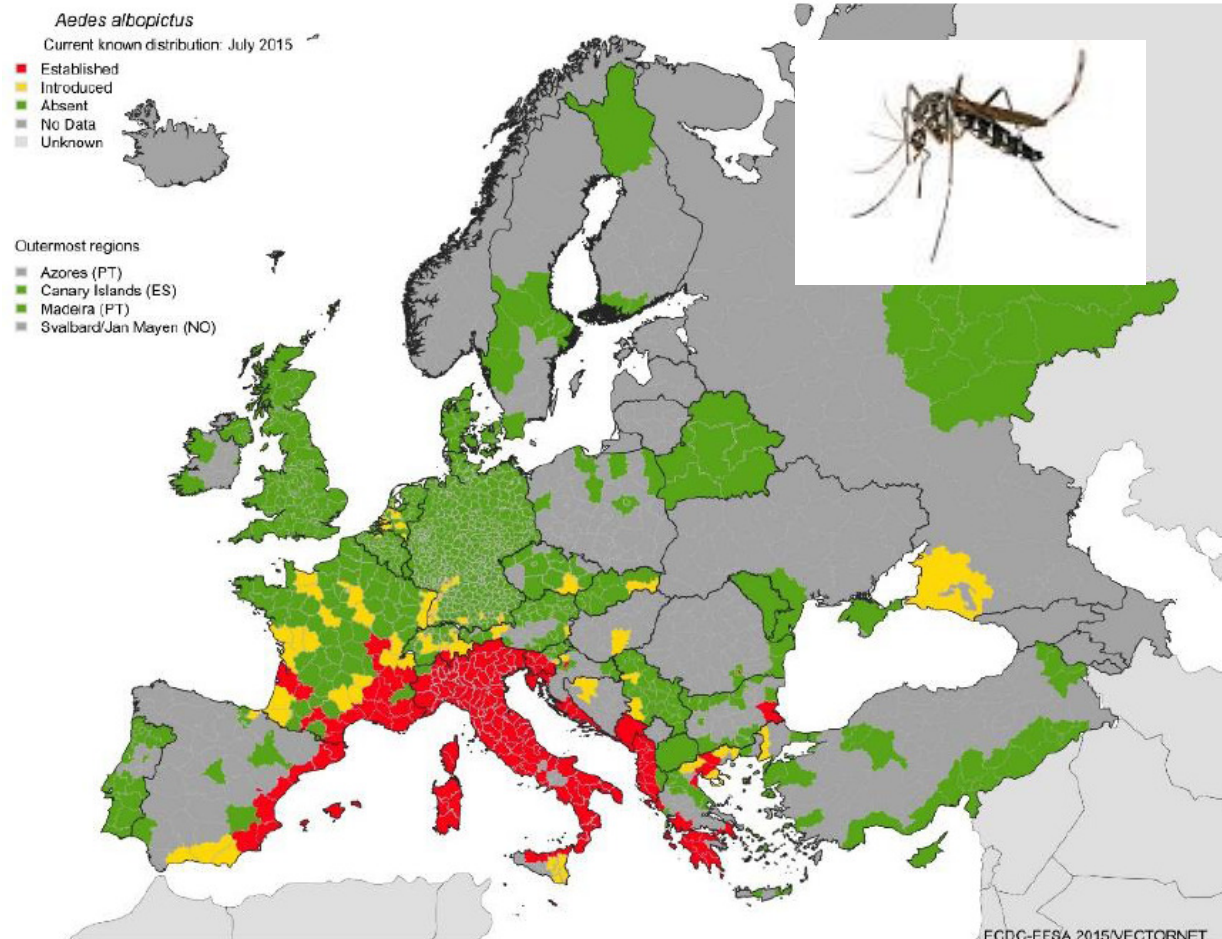 Aedes albopictus
Current known distribution: July 2015
Established
Introduced
Absent
No Data
Unknown
Outermost regions
Azores (PT)
Canary Islands (ES)
Madeira (PT)
Svalbard/Jan Mayen (NO)
ECDC-EFSA 2015/VECTORNET